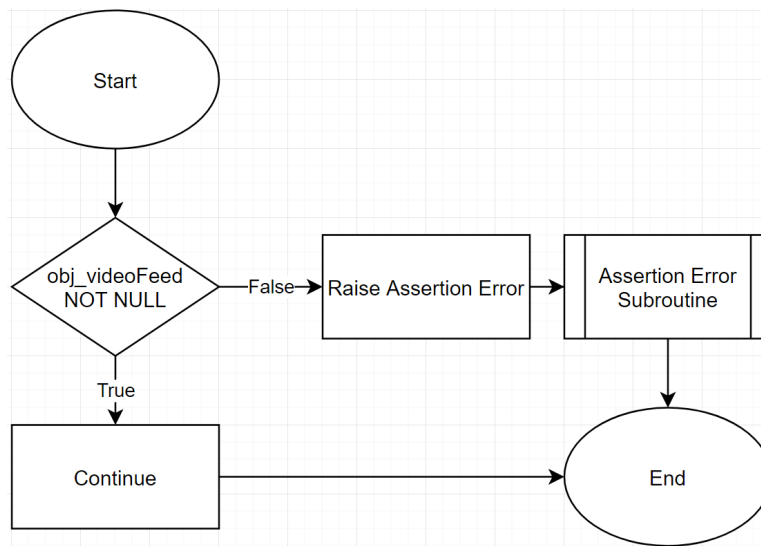 Start
obj_videoFeed
NOT NULL
False
Raise Assertion Error
Assertion Error
Subroutine
True
Continue
End